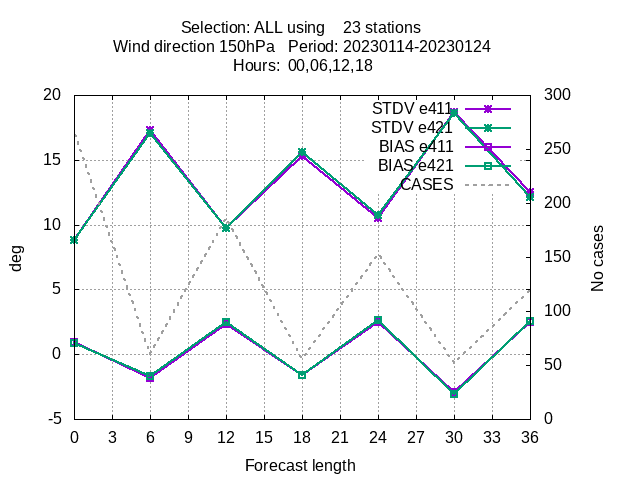 Selection: ALL using    23 stations
Wind direction 150hPa   Period: 20230114-20230124
Hours:  00,06,12,18
20
15
10
5
0
-5
deg
STDV e411
STDV e421
BIAS e411
BIAS e421
CASES
300
250
200
150
100
50
0
No cases
0 3 6 9 12 15 18 21 24 27 30 33 36
Forecast length